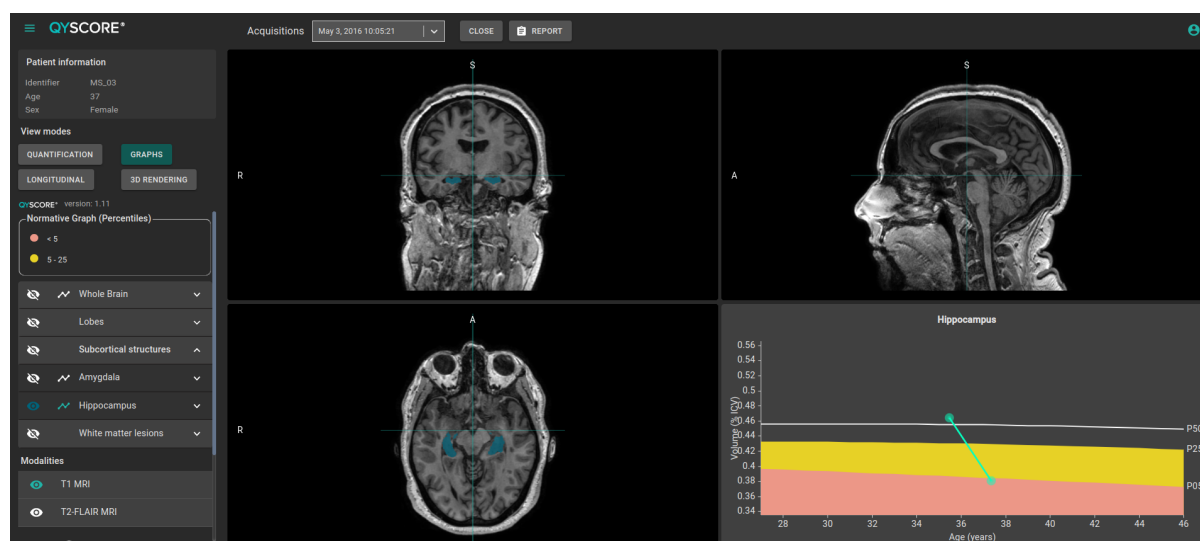 QYSCORE®
Acquisitions May 3, 2016 10:05:21 CLOSE REPORT
Patient information
Identifier MS_03
Age 37
Sex Female
View modes
QUANTIFICATION GRAPHS
LONGITUDINAL 3D RENDERING
QYSCORE® version: 1.11
Normative Graph (Percentiles)
< 5
5 - 25
Whole Brain
Lobes
Subcortical structures
Amygdala
Hippocampus
White matter lesions
Modalities
T1 MRI
T2-FLAIR MRI
S
R
S
A
A
R
Hippocampus
Volume (% ICV)
0.56
0.54
0.52
0.5
0.48
0.46
0.44
0.42
0.4
0.38
0.36
0.34
P50
P25
P05
28 30 32 34 36 38 40 42 44 46
Age (years)